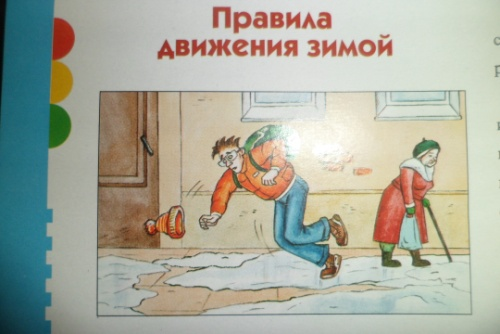 Правила
движения зимой